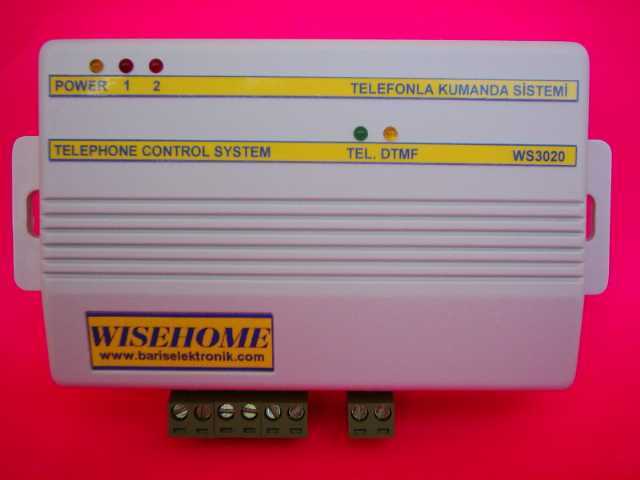 POWER 1 2 TELEFONLA KUMANDA SİSTEMİ
TELEPHONE CONTROL SYSTEM TEL. DTMF WS3020
WISEHOME
www.bariselektronik.com